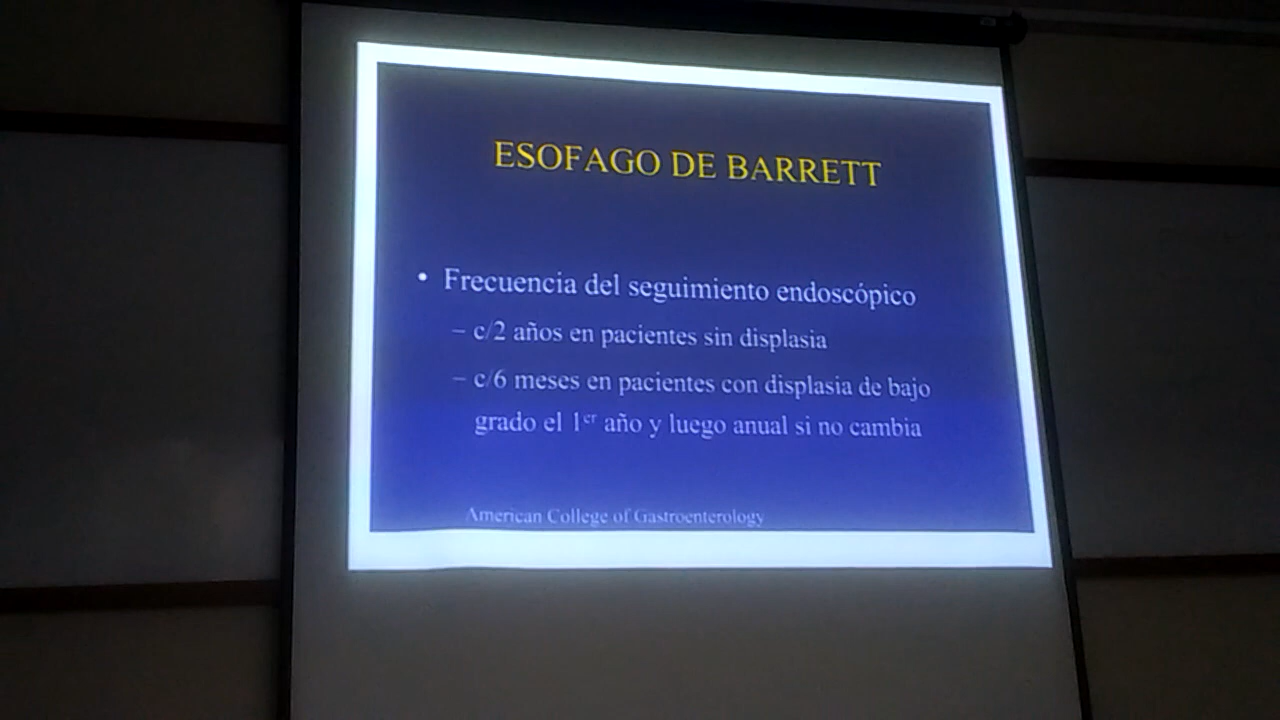 ESOFAGO DE BARRETT
• Frecuencia del seguimiento endoscópico
– c/2 años en pacientes sin displasia
– c/6 meses en pacientes con displasia de bajo
grado el 1er año y luego anual si no cambia
American College of Gastroenterology